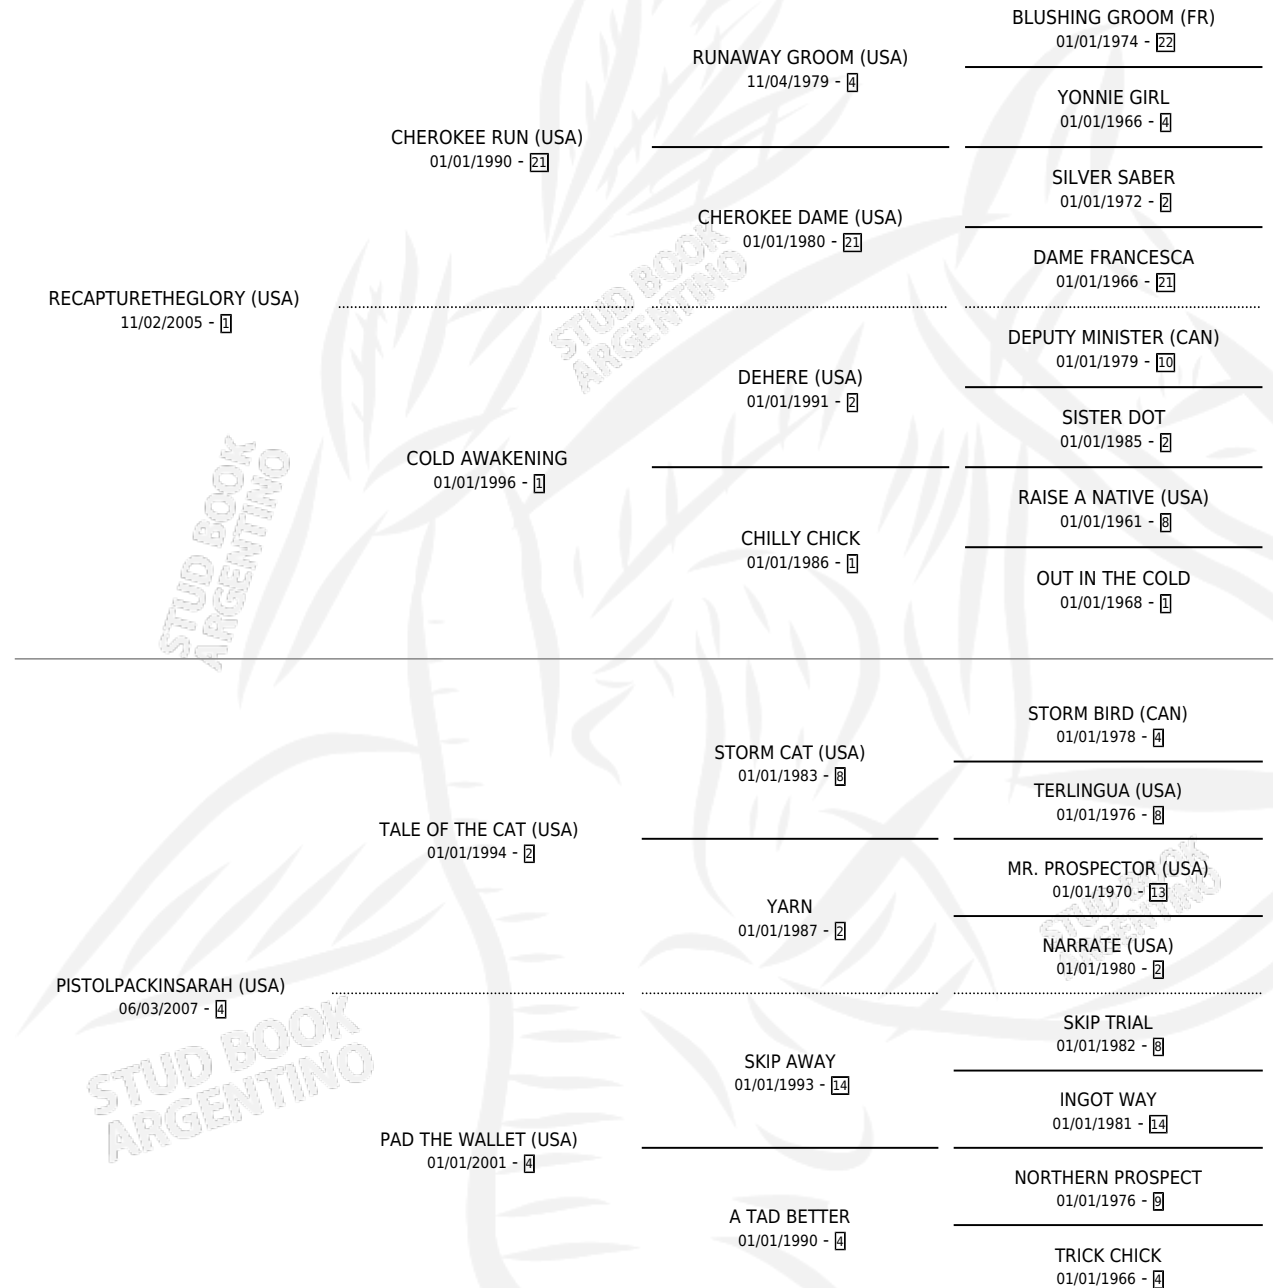 BLUSHING GROOM (FR)
01/01/1974 - 22
RUNAWAY GROOM (USA)
11/04/1979 - 4
YONNIE GIRL
01/01/1966 - 4
CHEROKEE RUN (USA)
01/01/1990 - 21
SILVER SABER
01/01/1972 - 2
CHEROKEE DAME (USA)
01/01/1980 - 21
DAME FRANCESCA
01/01/1966 - 21
RECAPTURETHEGLORY (USA)
11/02/2005 - 1
STUD BOOK
ARGENTINO
DEPUTY MINISTER (CAN)
01/01/1979 - 10
DEHERE (USA)
01/01/1991 - 2
SISTER DOT
01/01/1985 - 2
COLD AWAKENING
01/01/1996 - 1
RAISE A NATIVE (USA)
01/01/1961 - 8
CHILLY CHICK
01/01/1986 - 1
OUT IN THE COLD
01/01/1968 - 1
STUD BOOK
ARGENTINO
STORM BIRD (CAN)
01/01/1978 - 4
STORM CAT (USA)
01/01/1983 - 8
TERLINGUA (USA)
01/01/1976 - 8
TALE OF THE CAT (USA)
01/01/1994 - 2
MR. PROSPECTOR (USA)
01/01/1970 - 13
YARN
01/01/1987 - 2
NARRATE (USA)
01/01/1980 - 2
STUD BOOK
ARGENTINO
PISTOLPACKINSARAH (USA)
06/03/2007 - 4
SKIP TRIAL
01/01/1982 - 8
SKIP AWAY
01/01/1993 - 14
INGOT WAY
01/01/1981 - 14
STUD BOOK
ARGENTINO
PAD THE WALLET (USA)
01/01/2001 - 4
NORTHERN PROSPECT
01/01/1976 - 9
A TAD BETTER
01/01/1990 - 4
TRICK CHICK
01/01/1966 - 4